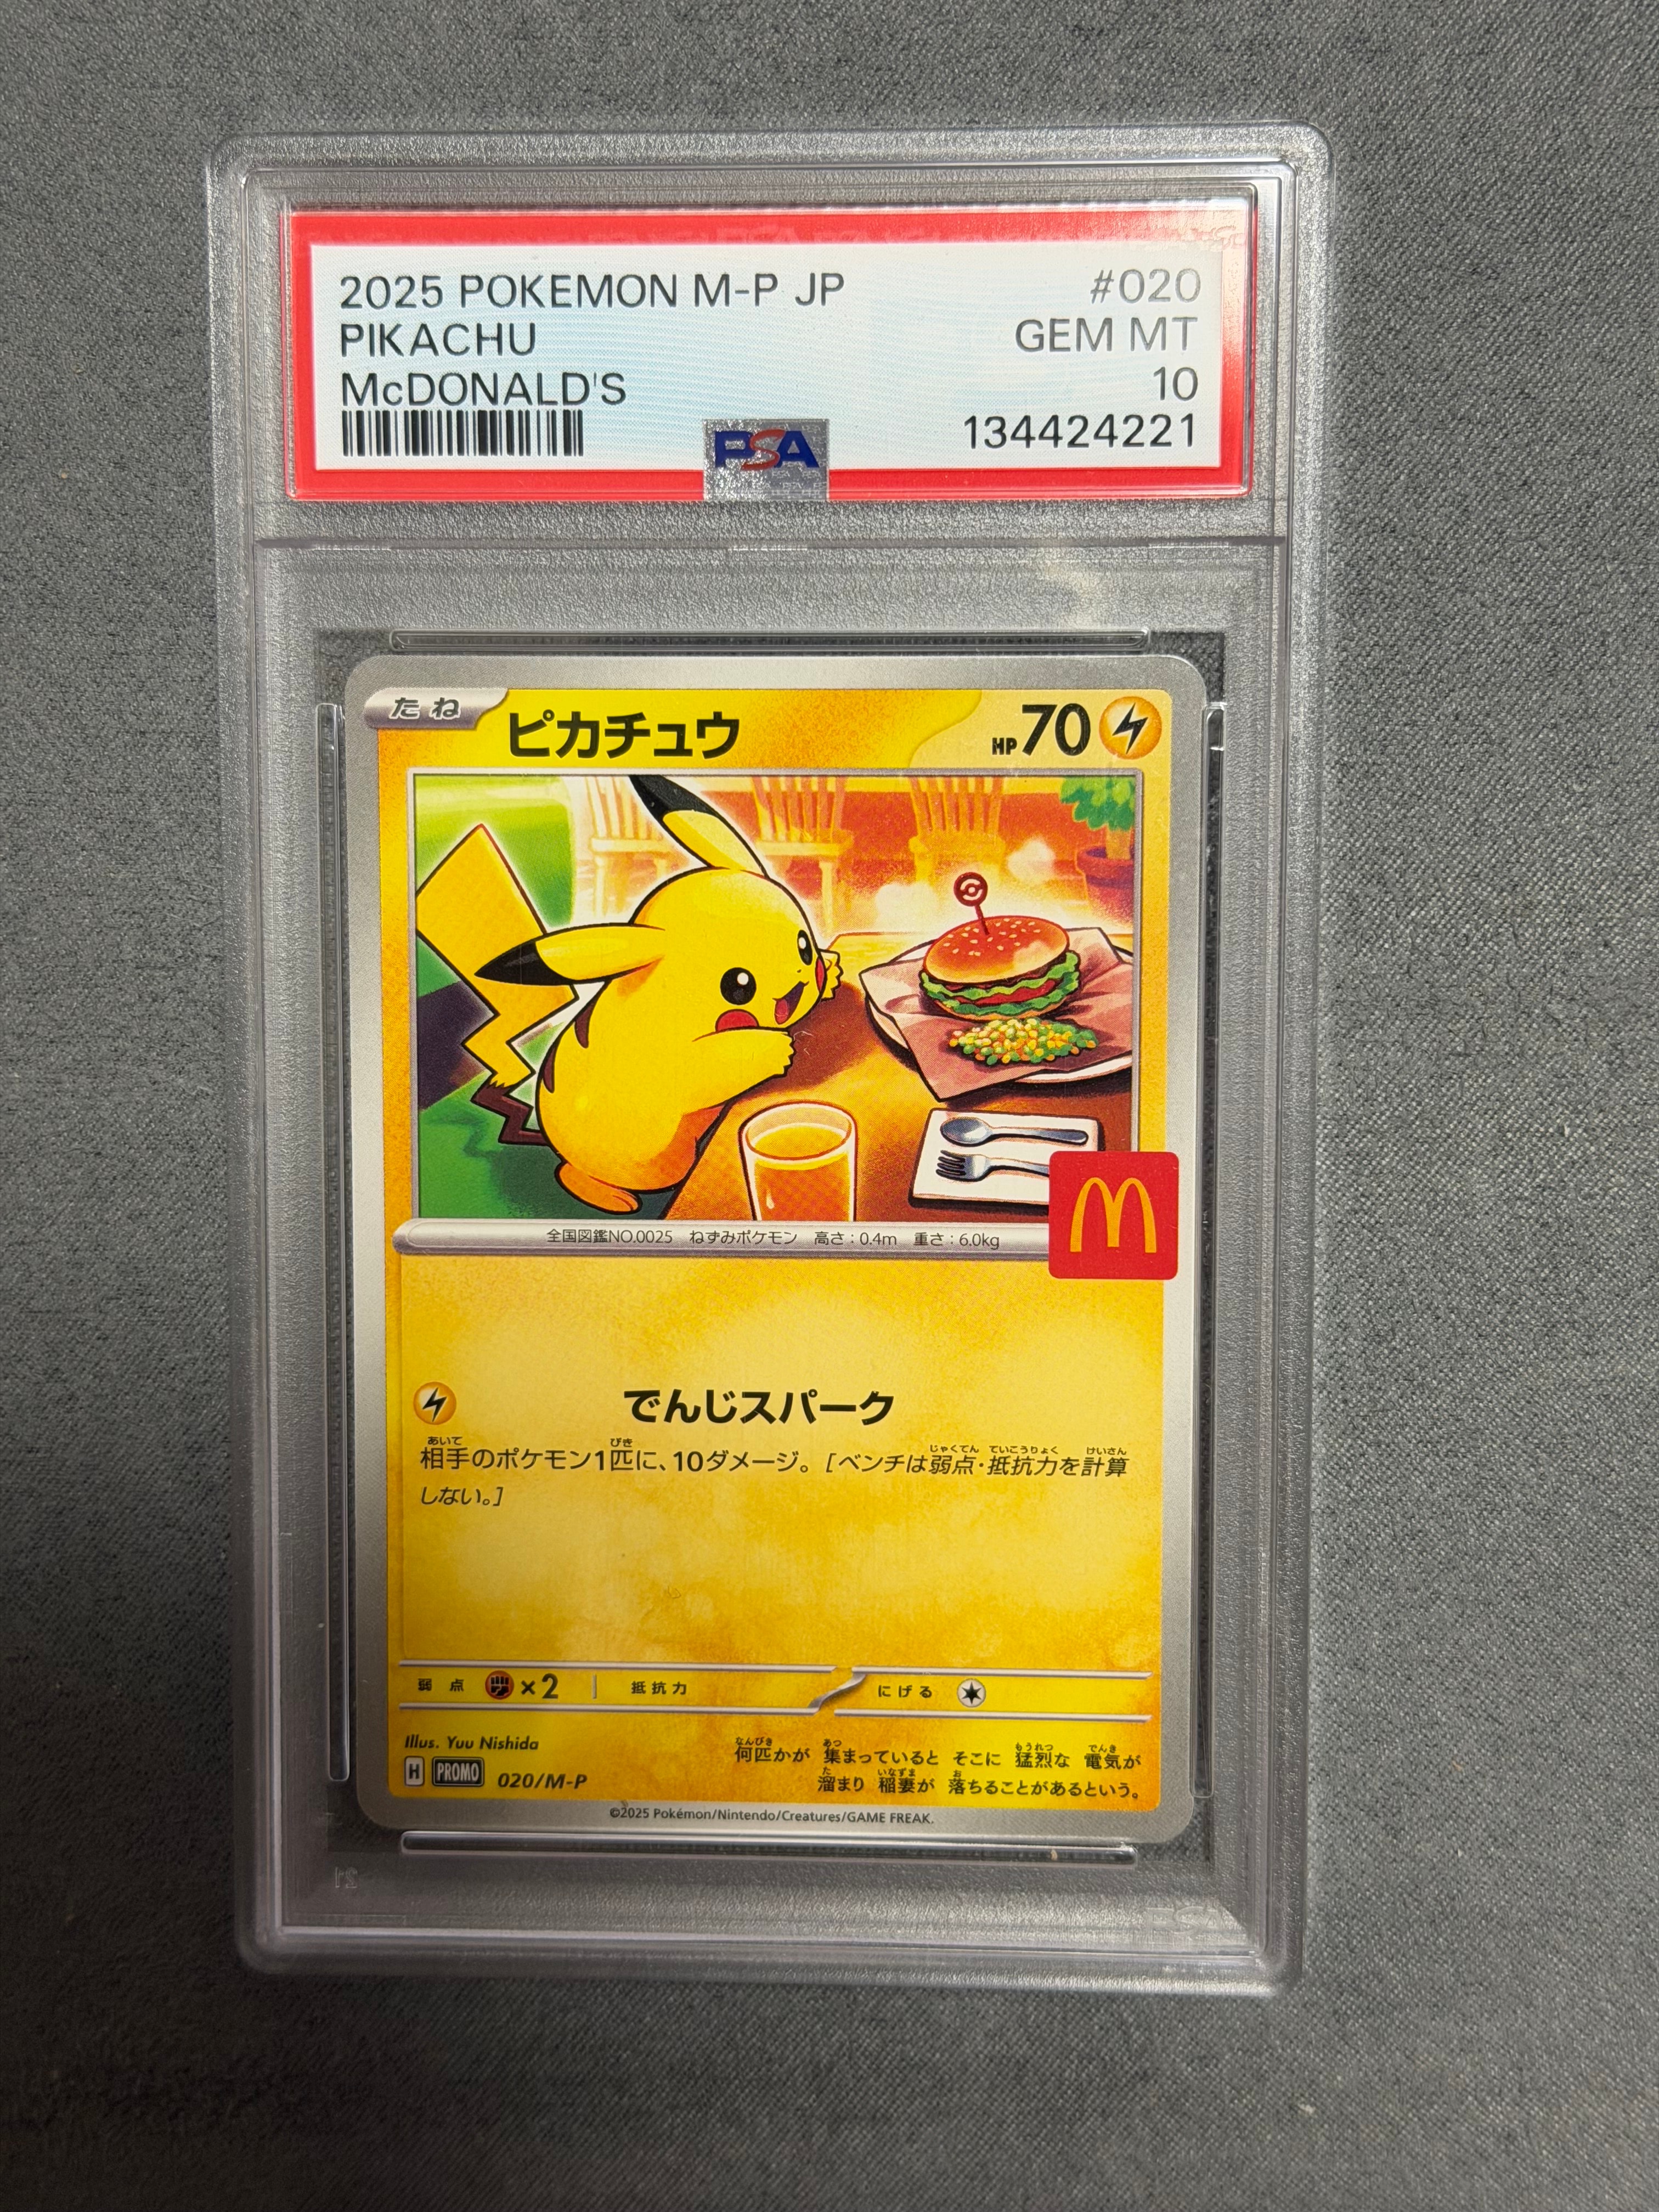 2025 POKEMON M-P JP #020
PIKACHU GEM MT
McDONALD'S 10
PSA 134424221
たね ピカチュウ HP70
全国図鑑NO.0025 ねずみポケモン 高さ：0.4m 重さ：6.0kg
でんじスパーク
相手のポケモン1匹に、10ダメージ。［ベンチは弱点・抵抗力を計算
しない。］
弱点 ×2 抵抗力 にげる
Illus. Yuu Nishida
H PROMO 020/M-P
何匹かが 集まっていると そこに 猛烈な 電気が
溜まり 稲妻が 落ちることがあるという。
©2025 Pokémon/Nintendo/Creatures/GAME FREAK.